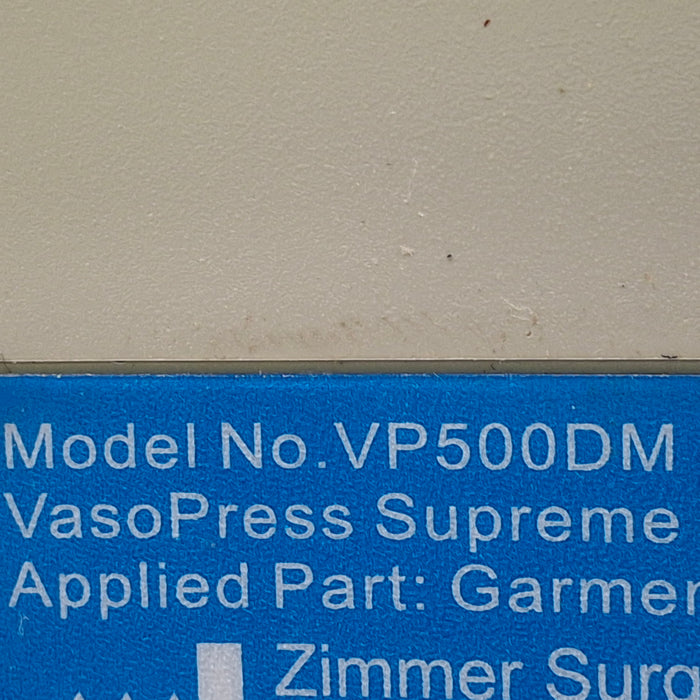 Model No.VP500DM
VasoPress Supreme
Applied Part: Garmen
Zimmer Surg